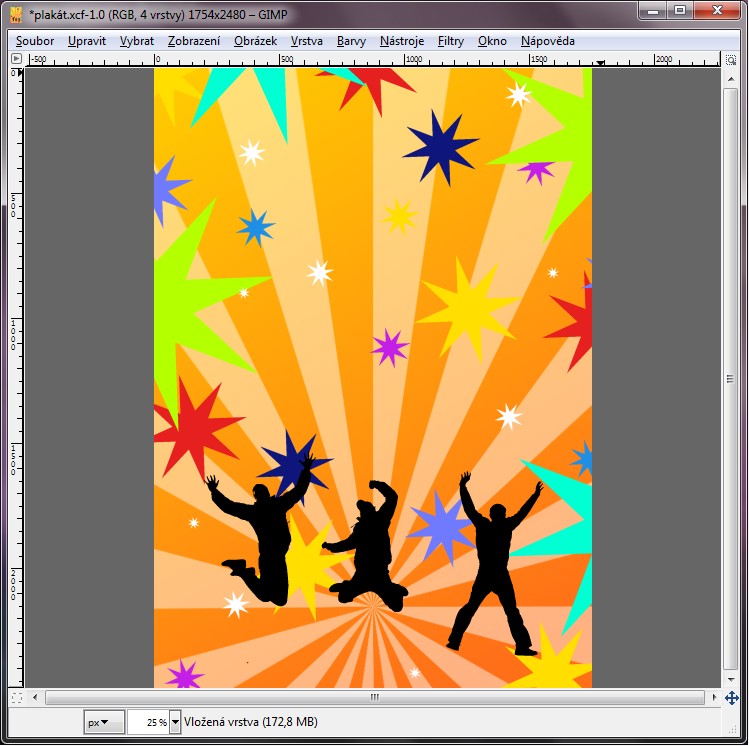 *plakát.xcf-1.0 (RGB, 4 vrstvy) 1754x2480 – GIMP
Soubor Upravit Vybrat Zobrazení Obrázek Vrstva Barvy Nástroje Filtry Okno Nápověda
-500 0 500 1000 1500 2000
0
500
1000
1500
2000
px 25 % Vložená vrstva (172,8 MB)